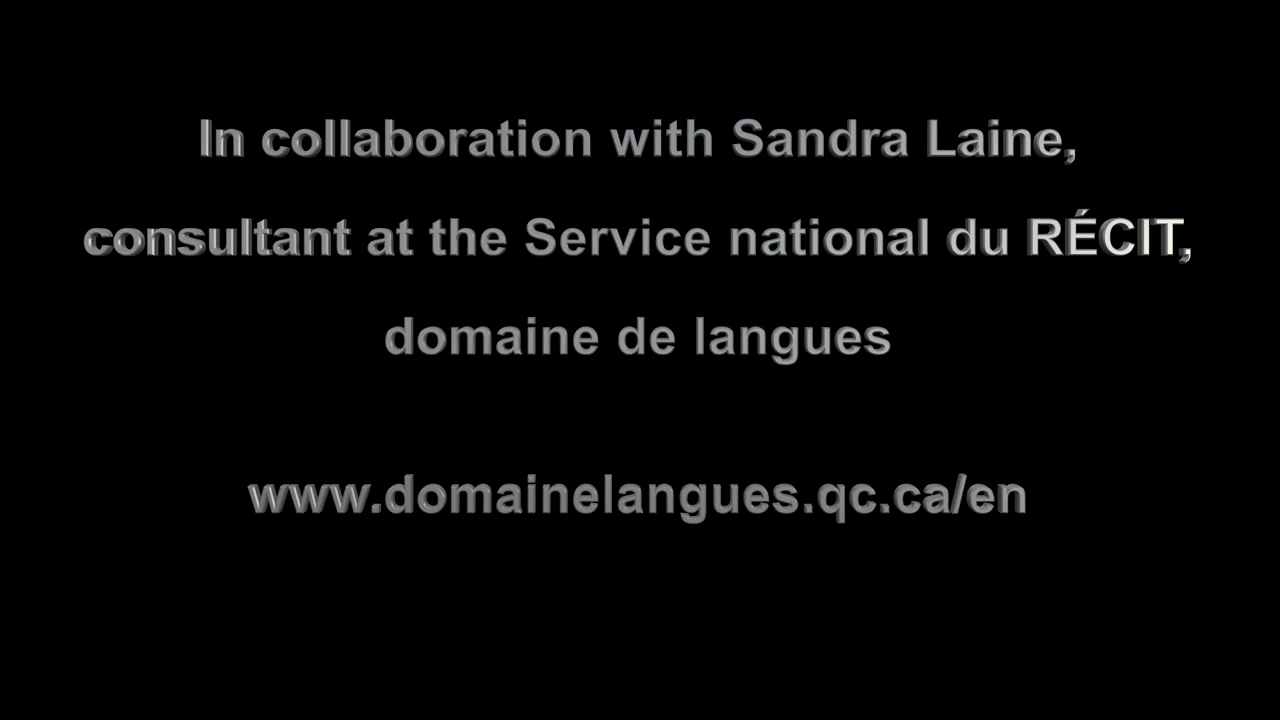 In collaboration with Sandra Laine,
consultant at the Service national du RÉCIT,
domaine de langues
www.domainelangues.qc.ca/en